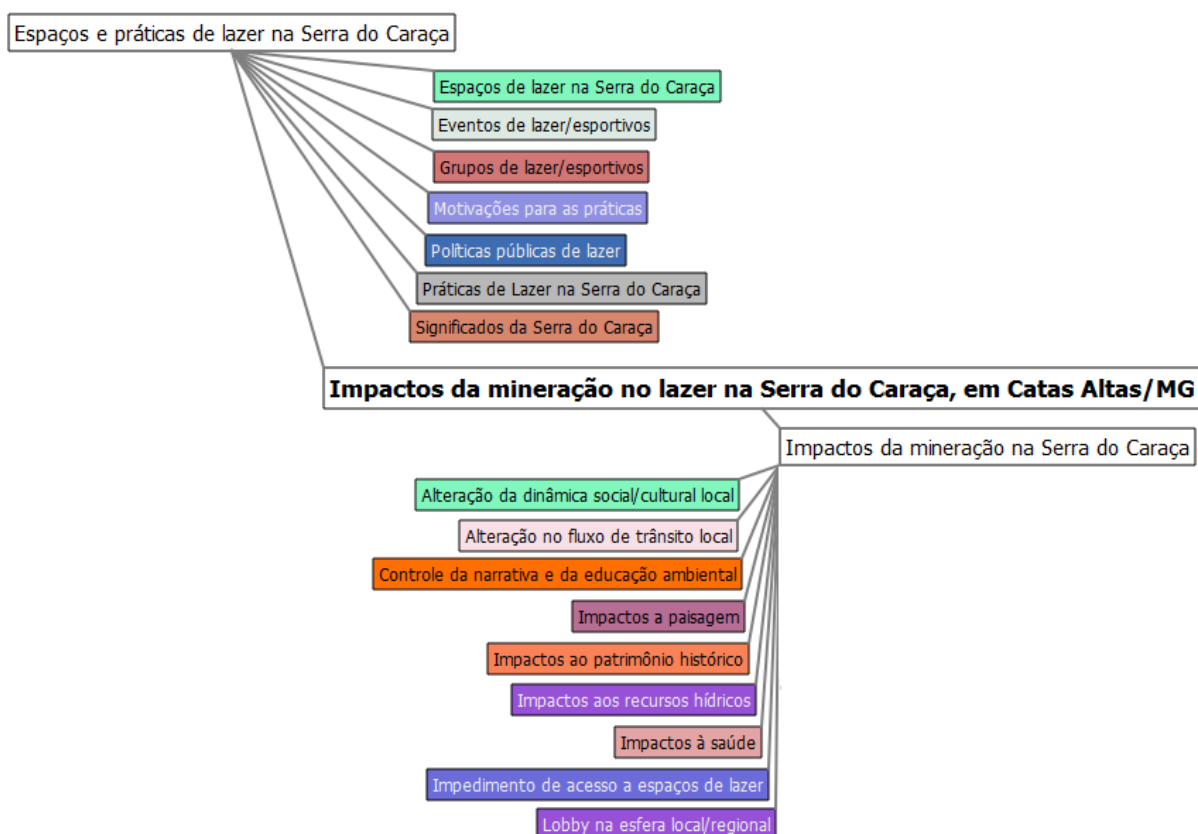 Espaços e práticas de lazer na Serra do Caraça
Espaços de lazer na Serra do Caraça
Eventos de lazer/esportivos
Grupos de lazer/esportivos
Motivações para as práticas
Políticas públicas de lazer
Práticas de Lazer na Serra do Caraça
Significados da Serra do Caraça
Impactos da mineração no lazer na Serra do Caraça, em Catas Altas/MG
Impactos da mineração na Serra do Caraça
Alteração da dinâmica social/cultural local
Alteração no fluxo de trânsito local
Controle da narrativa e da educação ambiental
Impactos a paisagem
Impactos ao patrimônio histórico
Impactos aos recursos hídricos
Impactos à saúde
Impedimento de acesso a espaços de lazer
Lobby na esfera local/regional